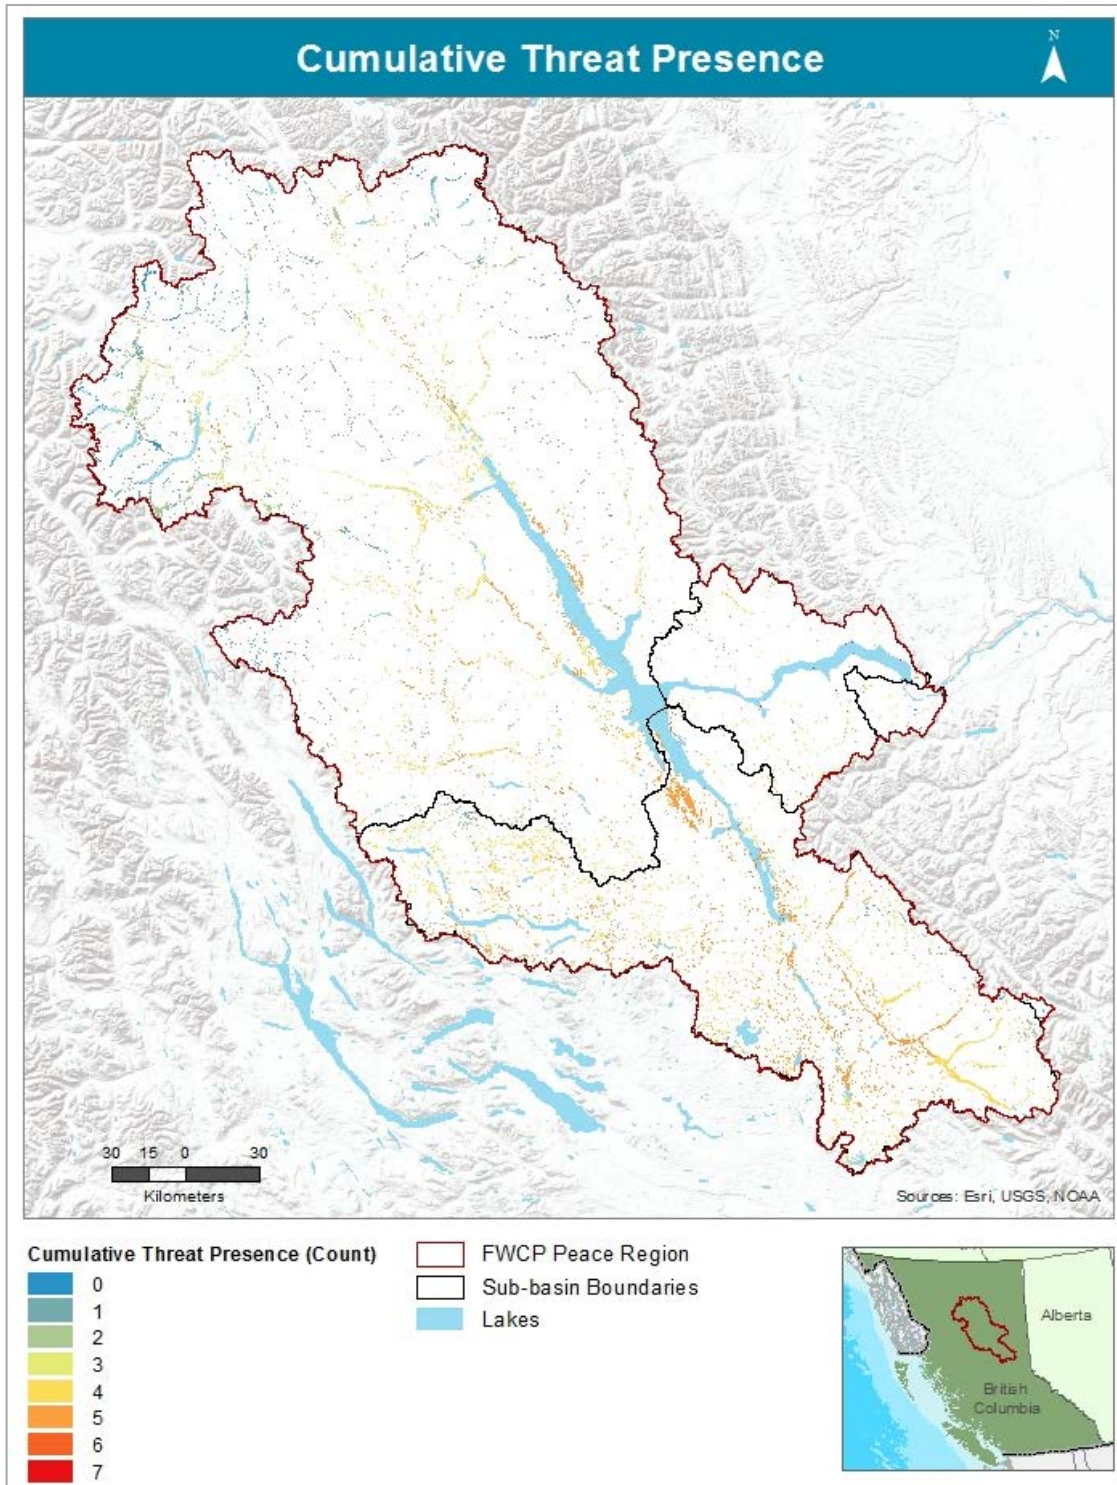 Cumulative Threat Presence
N
30 15 0 30
Kilometers
Sources: Esri, USGS, NOAA
Cumulative Threat Presence (Count)
0
1
2
3
4
5
6
7
FWCP Peace Region
Sub-basin Boundaries
Lakes
Alberta
British
Columbia